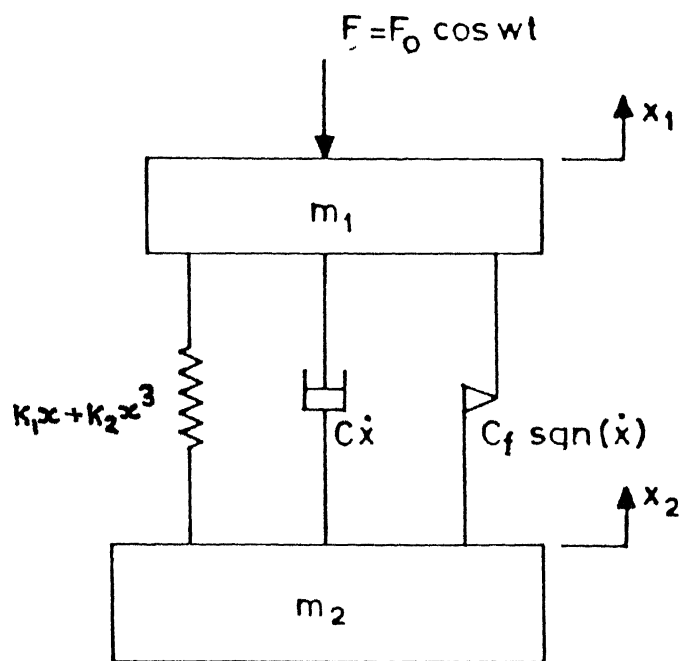 F = F₀ cos wt
x₁
m₁
K₁x + K₂x³
Cẋ
C_f sgn(ẋ)
x₂
m₂